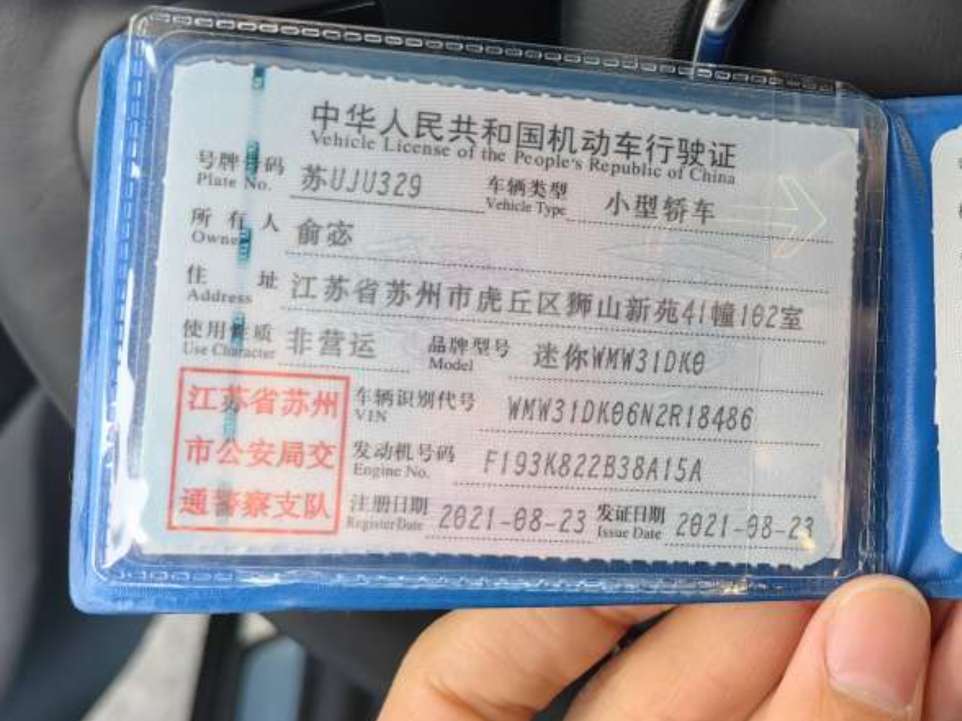 中华人民共和国机动车行驶证
Vehicle License of the People's Republic of China
号牌号码 苏UJU329 车辆类型 小型轿车
Plate No. Vehicle Type
所有人 俞宓
Owner
住址 江苏省苏州市虎丘区狮山新苑41幢102室
Address
使用性质 非营运 品牌型号 迷你WMW31DK0
Use Character Model
江苏省苏州 车辆识别代号 WMW31DK06N2R18486
VIN
市公安局交 发动机号码 F193K822B38A15A
Engine No.
通警察支队 注册日期 2021-08-23 发证日期 2021-08-23
Register Date Issue Date